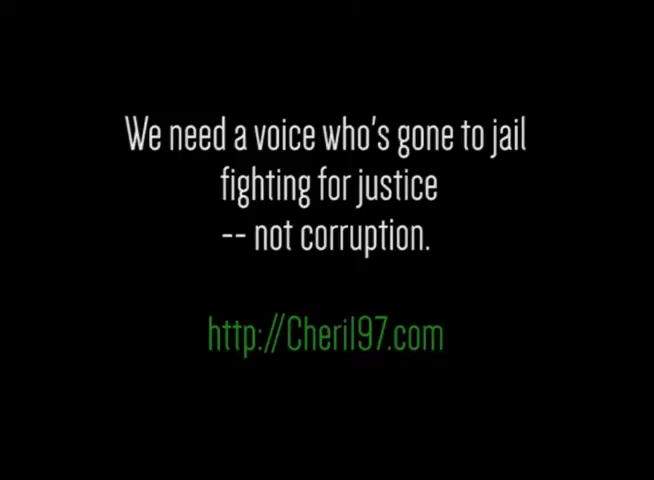 We need a voice who's gone to jail
fighting for justice
-- not corruption.
http://Cheri197.com